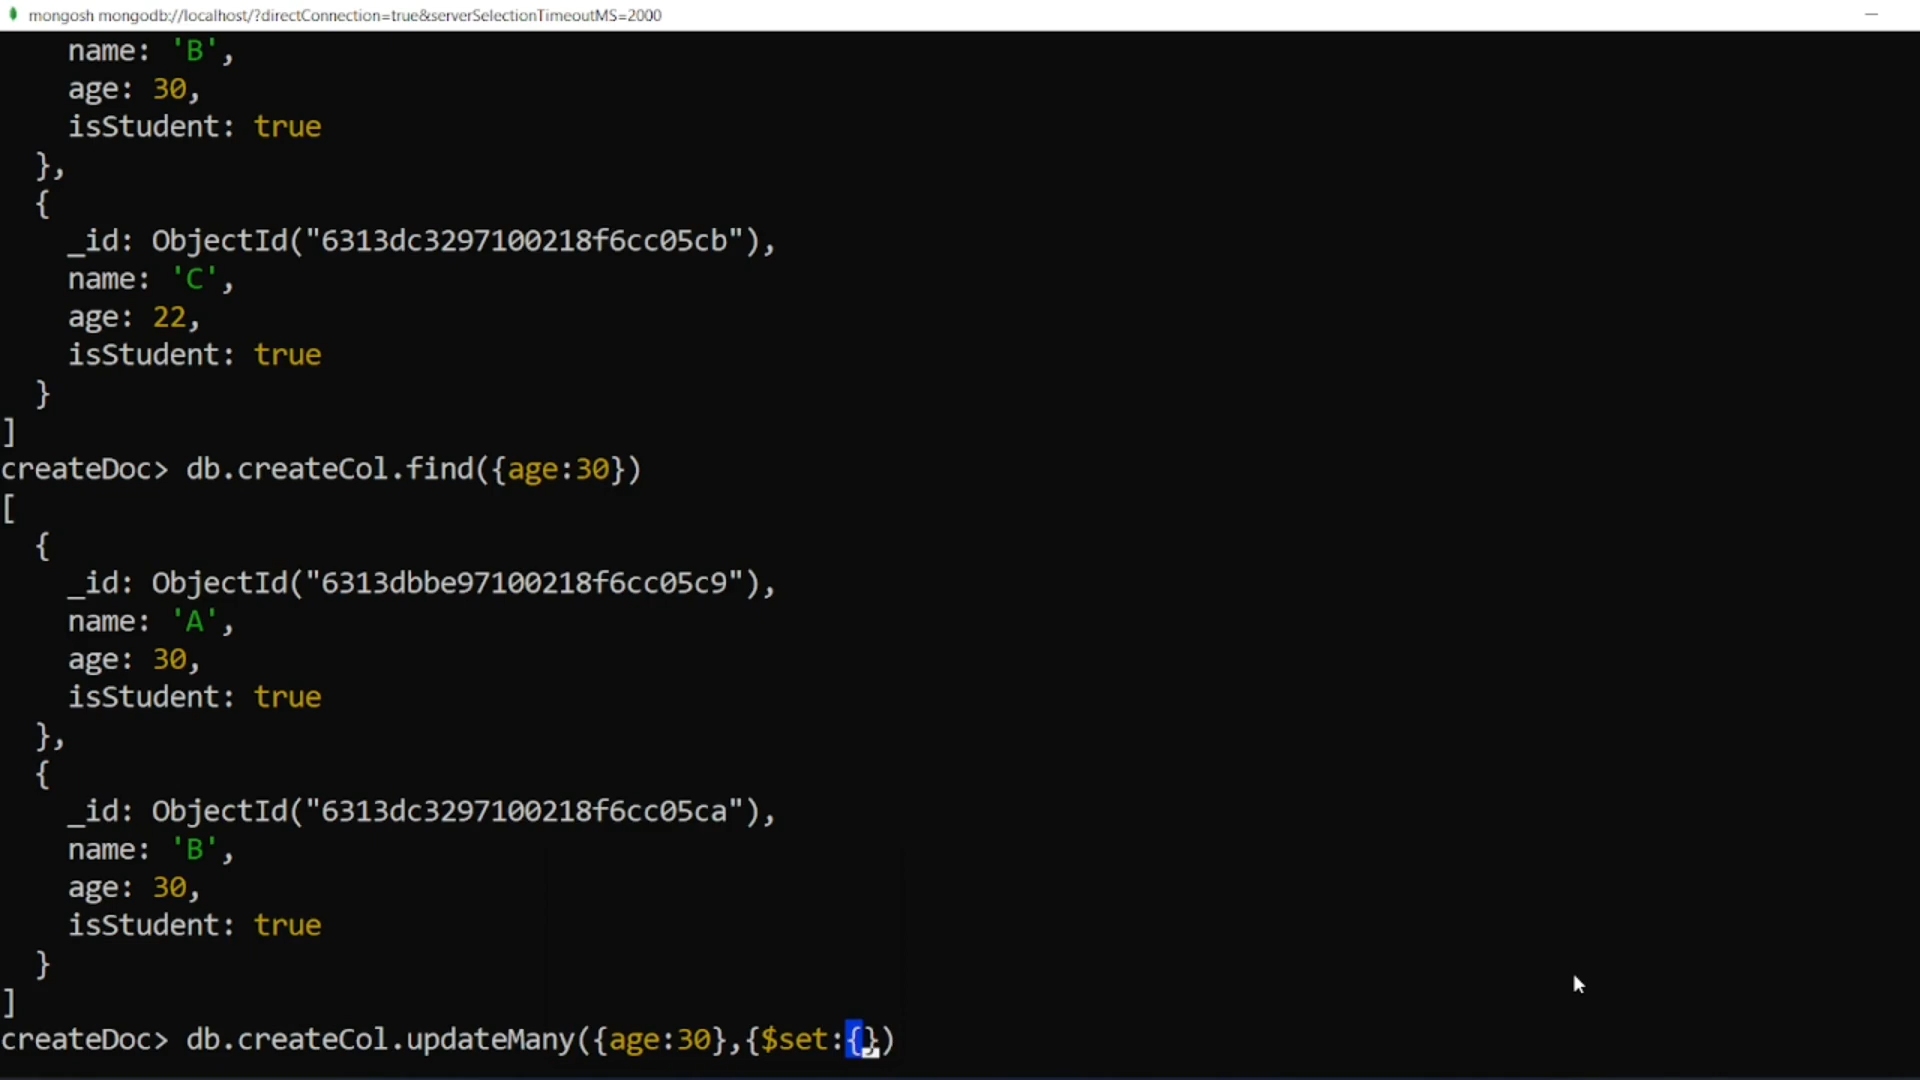 mongosh mongodb://localhost/?directConnection=true&serverSelectionTimeoutMS=2000
name: 'B',
age: 30,
isStudent: true
},
{
_id: ObjectId("6313dc3297100218f6cc05cb"),
name: 'C',
age: 22,
isStudent: true
}
]
createDoc> db.createCol.find({age:30})
[
{
_id: ObjectId("6313dbbe97100218f6cc05c9"),
name: 'A',
age: 30,
isStudent: true
},
{
_id: ObjectId("6313dc3297100218f6cc05ca"),
name: 'B',
age: 30,
isStudent: true
}
]
createDoc> db.createCol.updateMany({age:30},{$set:{})